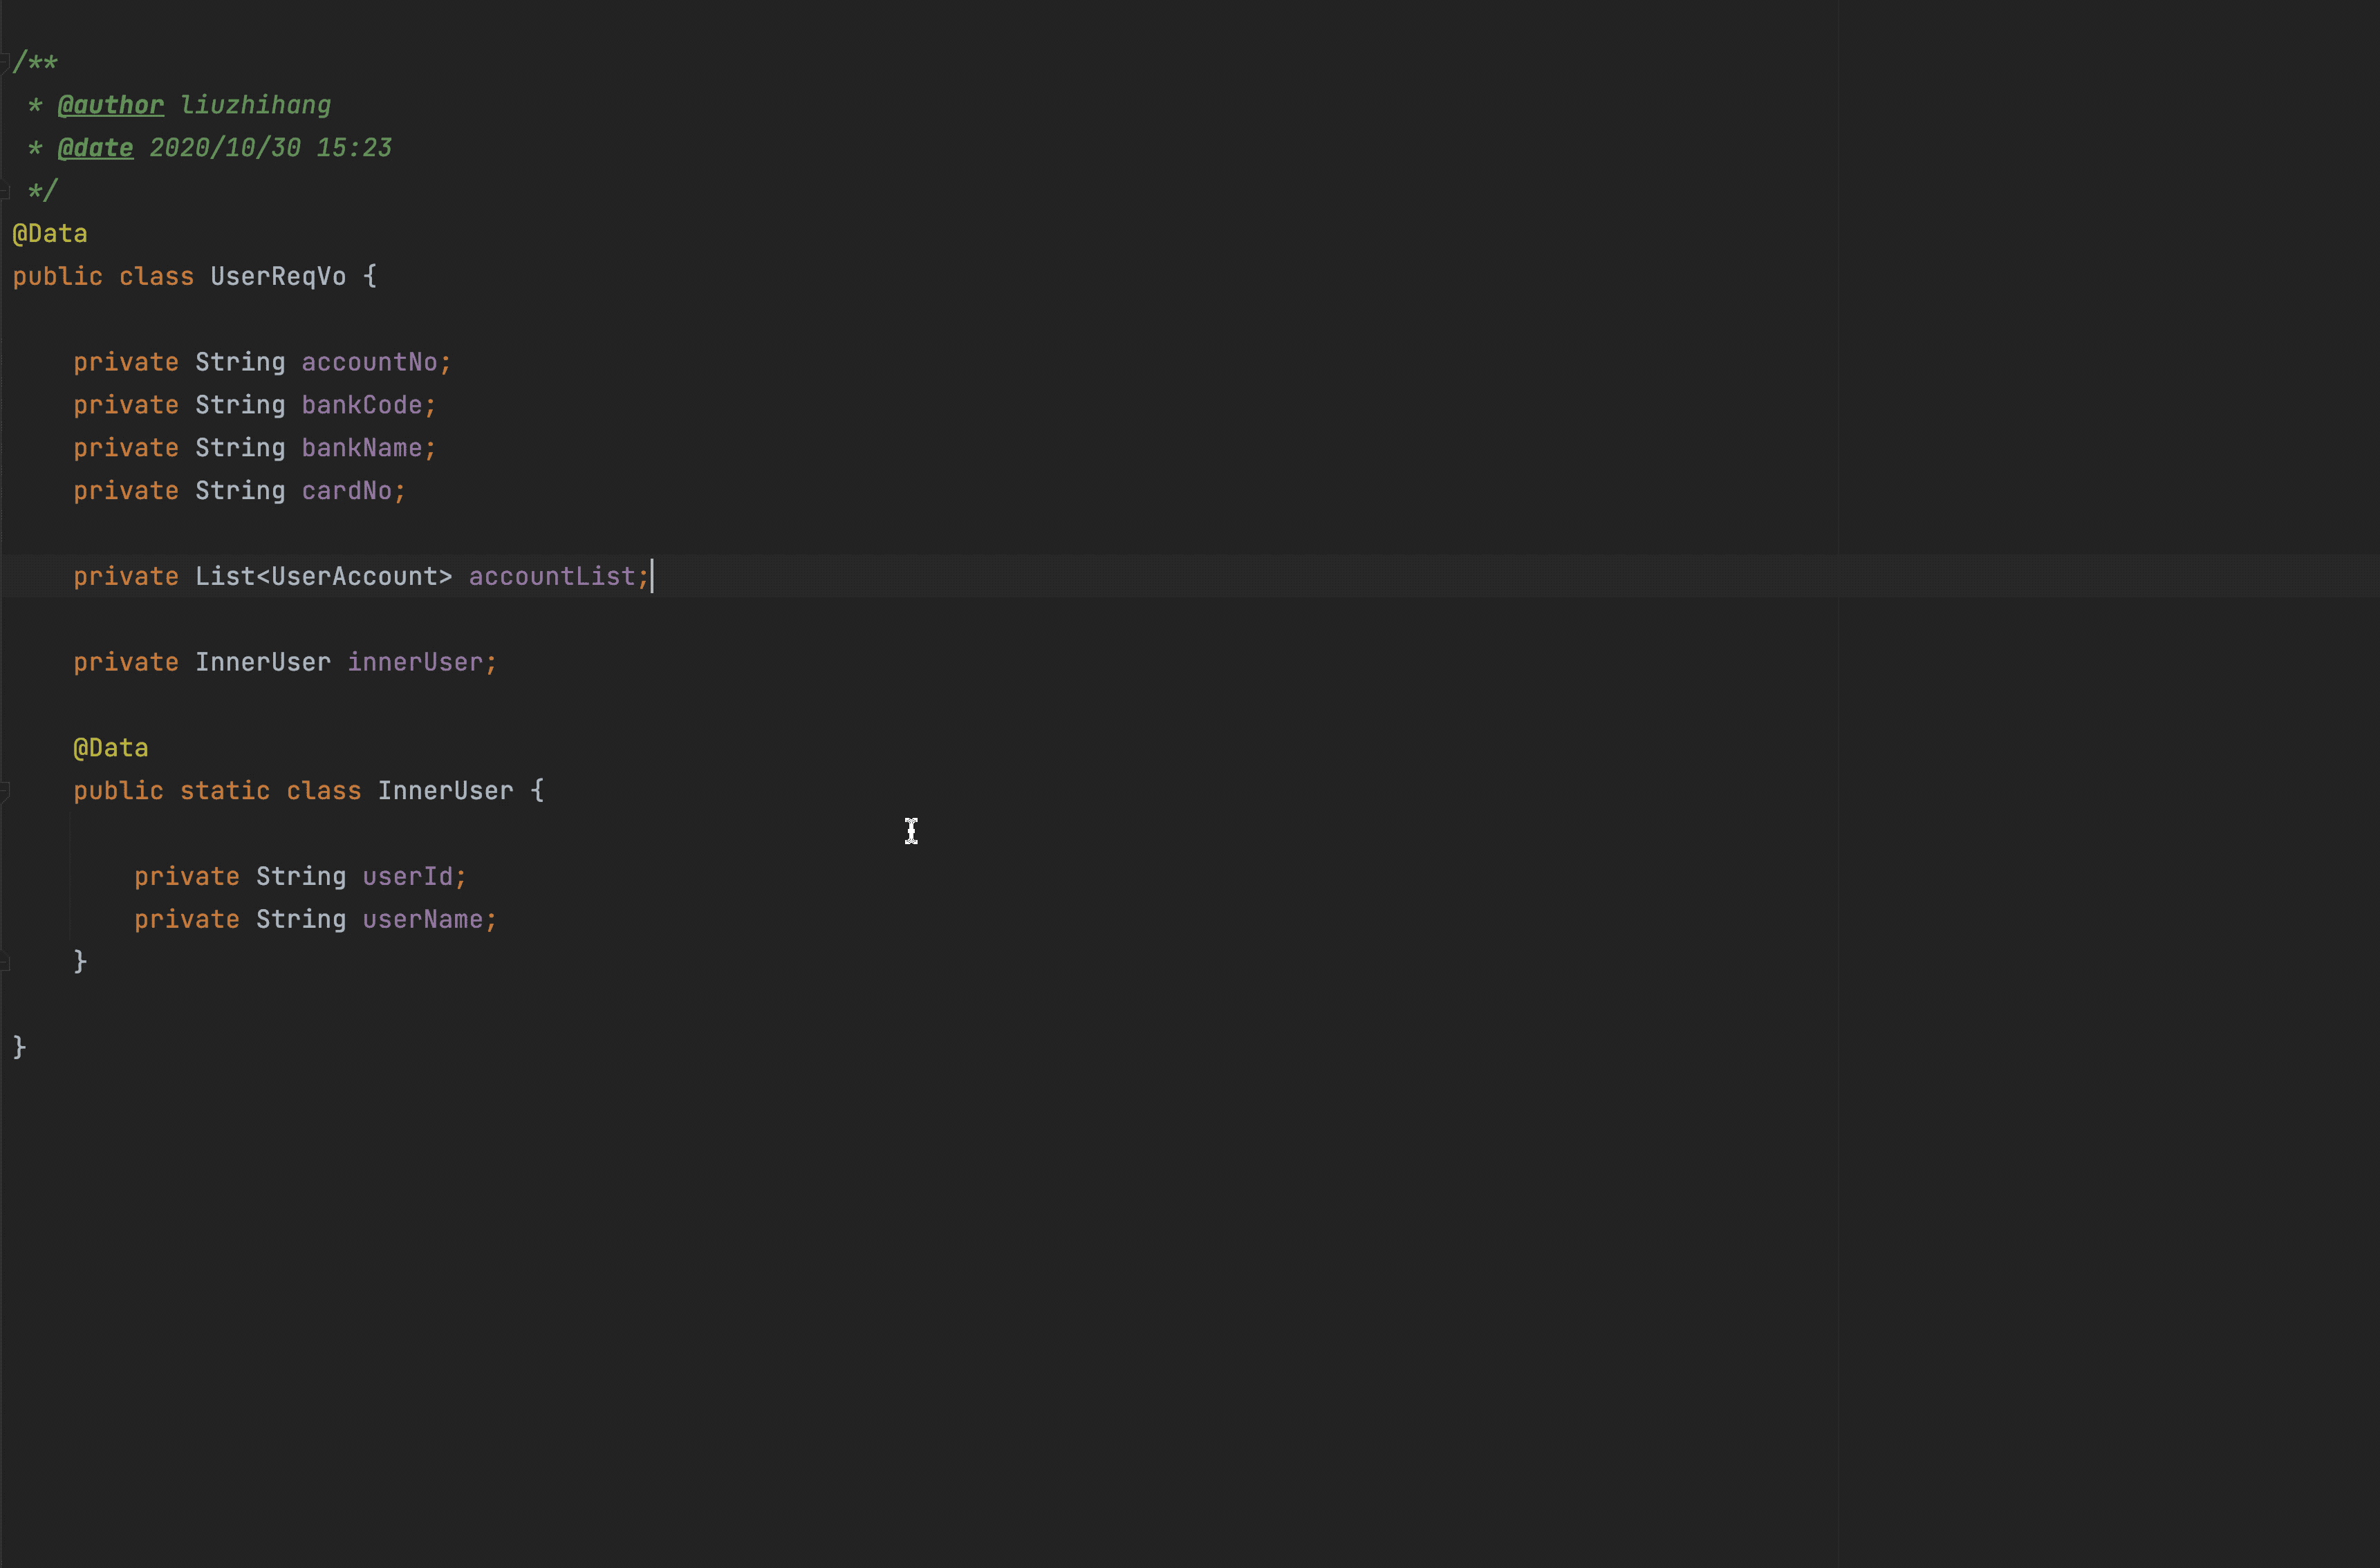 /**
 * @author liuzhihang
 * @date 2020/10/30 15:23
 */
@Data
public class UserReqVo {
    private String accountNo;
    private String bankCode;
    private String bankName;
    private String cardNo;
    private List<UserAccount> accountList;
    private InnerUser innerUser;
    @Data
    public static class InnerUser {
        private String userId;
        private String userName;
    }
}